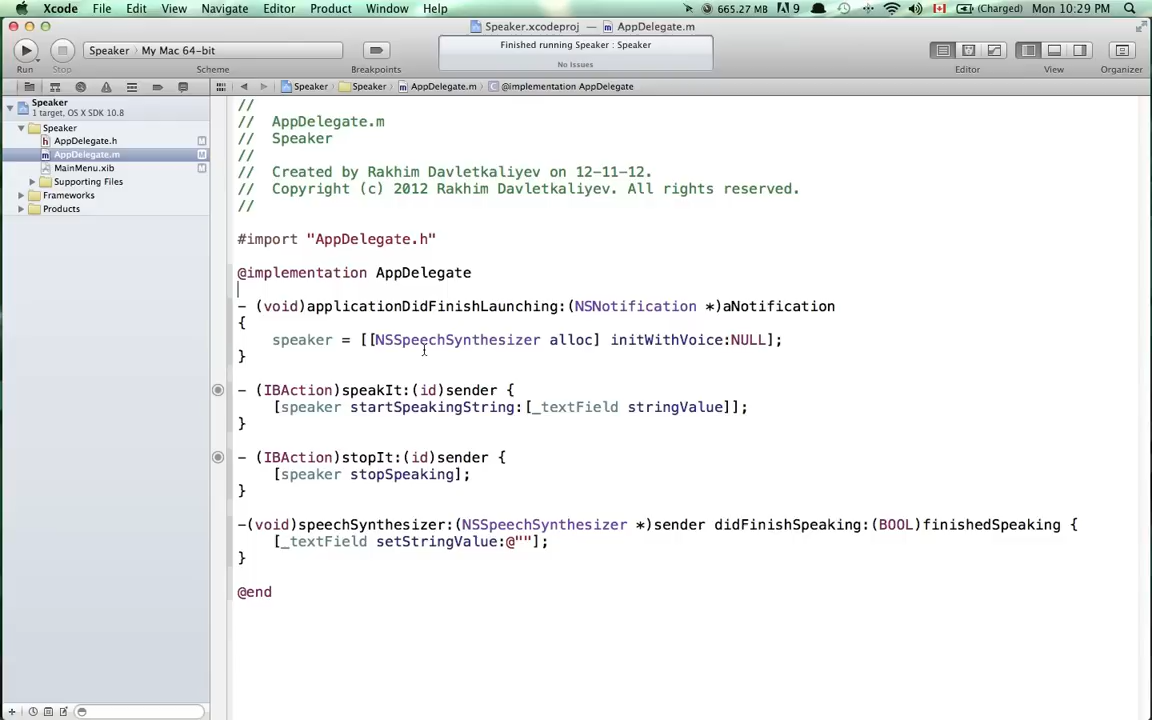 Xcode File Edit View Navigate Editor Product Window Help 665.27 MB 9 (Charged) Mon 10:29 PM
Speaker.xcodeproj — AppDelegate.m
Speaker My Mac 64-bit
Finished running Speaker : Speaker
No Issues
Run Stop Scheme Breakpoints Editor View Organizer
Speaker Speaker AppDelegate.m @implementation AppDelegate
Speaker
1 target, OS X SDK 10.8
Speaker
AppDelegate.h M
AppDelegate.m M
MainMenu.xib M
Supporting Files
Frameworks
Products
//
// AppDelegate.m
// Speaker
//
// Created by Rakhim Davletkaliyev on 12-11-12.
// Copyright (c) 2012 Rakhim Davletkaliyev. All rights reserved.
//
#import "AppDelegate.h"
@implementation AppDelegate
- (void)applicationDidFinishLaunching:(NSNotification *)aNotification
{
speaker = [[NSSpeechSynthesizer alloc] initWithVoice:NULL];
}
- (IBAction)speakIt:(id)sender {
[speaker startSpeakingString:[_textField stringValue]];
}
- (IBAction)stopIt:(id)sender {
[speaker stopSpeaking];
}
-(void)speechSynthesizer:(NSSpeechSynthesizer *)sender didFinishSpeaking:(BOOL)finishedSpeaking {
[_textField setStringValue:@""];
}
@end